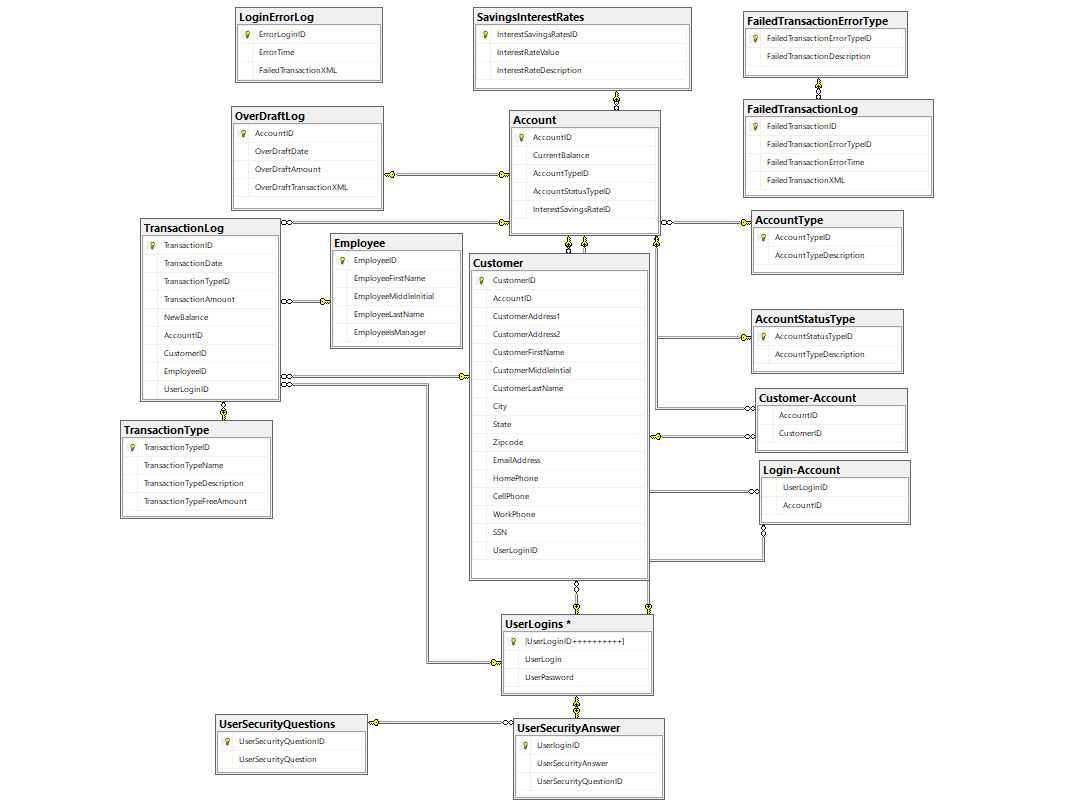 LoginErrorLog
ErrorLoginID
ErrorTime
FailedTransactionXML
SavingsInterestRates
InterestSavingsRatesID
InterestRateValue
InterestRateDescription
FailedTransactionErrorType
FailedTransactionErrorTypeID
FailedTransactionDescription
OverDraftLog
AccountID
OverDraftDate
OverDraftAmount
OverDraftTransactionXML
Account
AccountID
CurrentBalance
AccountTypeID
AccountStatusTypeID
InterestSavingsRateID
FailedTransactionLog
FailedTransactionID
FailedTransactionErrorTypeID
FailedTransactionErrorTime
FailedTransactionXML
TransactionLog
TransactionID
TransactionDate
TransactionTypeID
TransactionAmount
NewBalance
AccountID
CustomerID
EmployeeID
UserLoginID
Employee
EmployeeID
EmployeeFirstName
EmployeeMiddleInitial
EmployeeLastName
EmployeeIsManager
Customer
CustomerID
AccountID
CustomerAddress1
CustomerAddress2
CustomerFirstName
CustomerMiddleIntial
CustomerLastName
City
State
Zipcode
EmailAddress
HomePhone
CellPhone
WorkPhone
SSN
UserLoginID
AccountType
AccountTypeID
AccountTypeDescription
AccountStatusType
AccountStatusTypeID
AccountTypeDescription
Customer-Account
AccountID
CustomerID
Login-Account
UserLoginID
AccountID
TransactionType
TransactionTypeID
TransactionTypeName
TransactionTypeDescription
TransactionTypeFreeAmount
UserLogins *
[UserLoginID++++++++++]
UserLogin
UserPassword
UserSecurityQuestions
UserSecurityQuestionID
UserSecurityQuestion
UserSecurityAnswer
UserloginID
UserSecurityAnswer
UserSecurityQuestionID